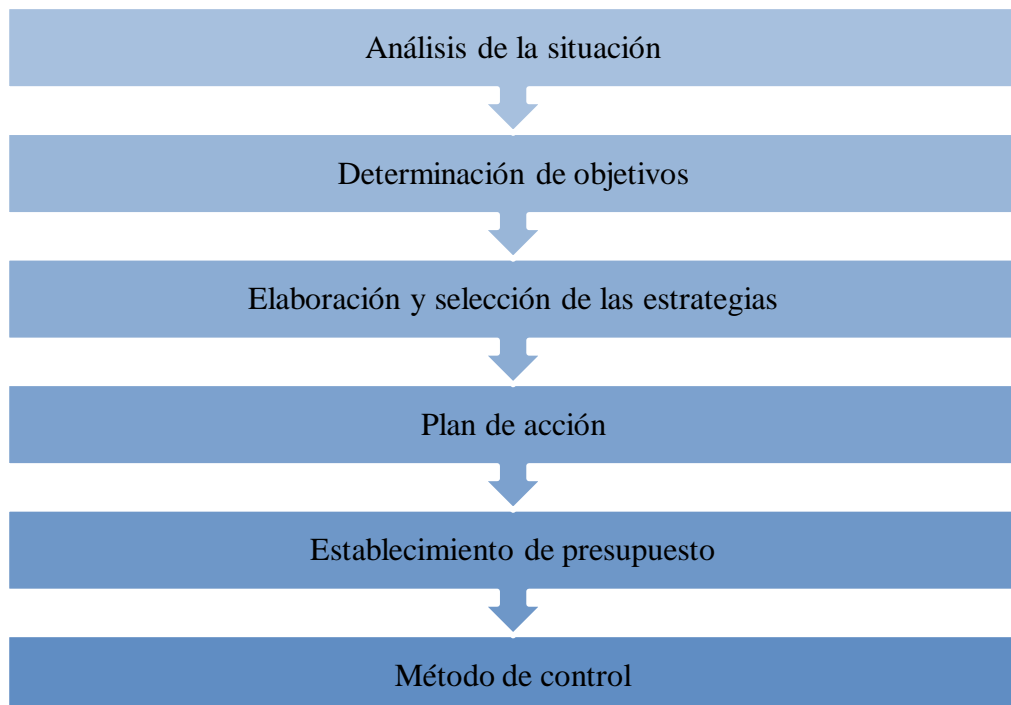 Análisis de la situación
Determinación de objetivos
Elaboración y selección de las estrategias
Plan de acción
Establecimiento de presupuesto
Método de control